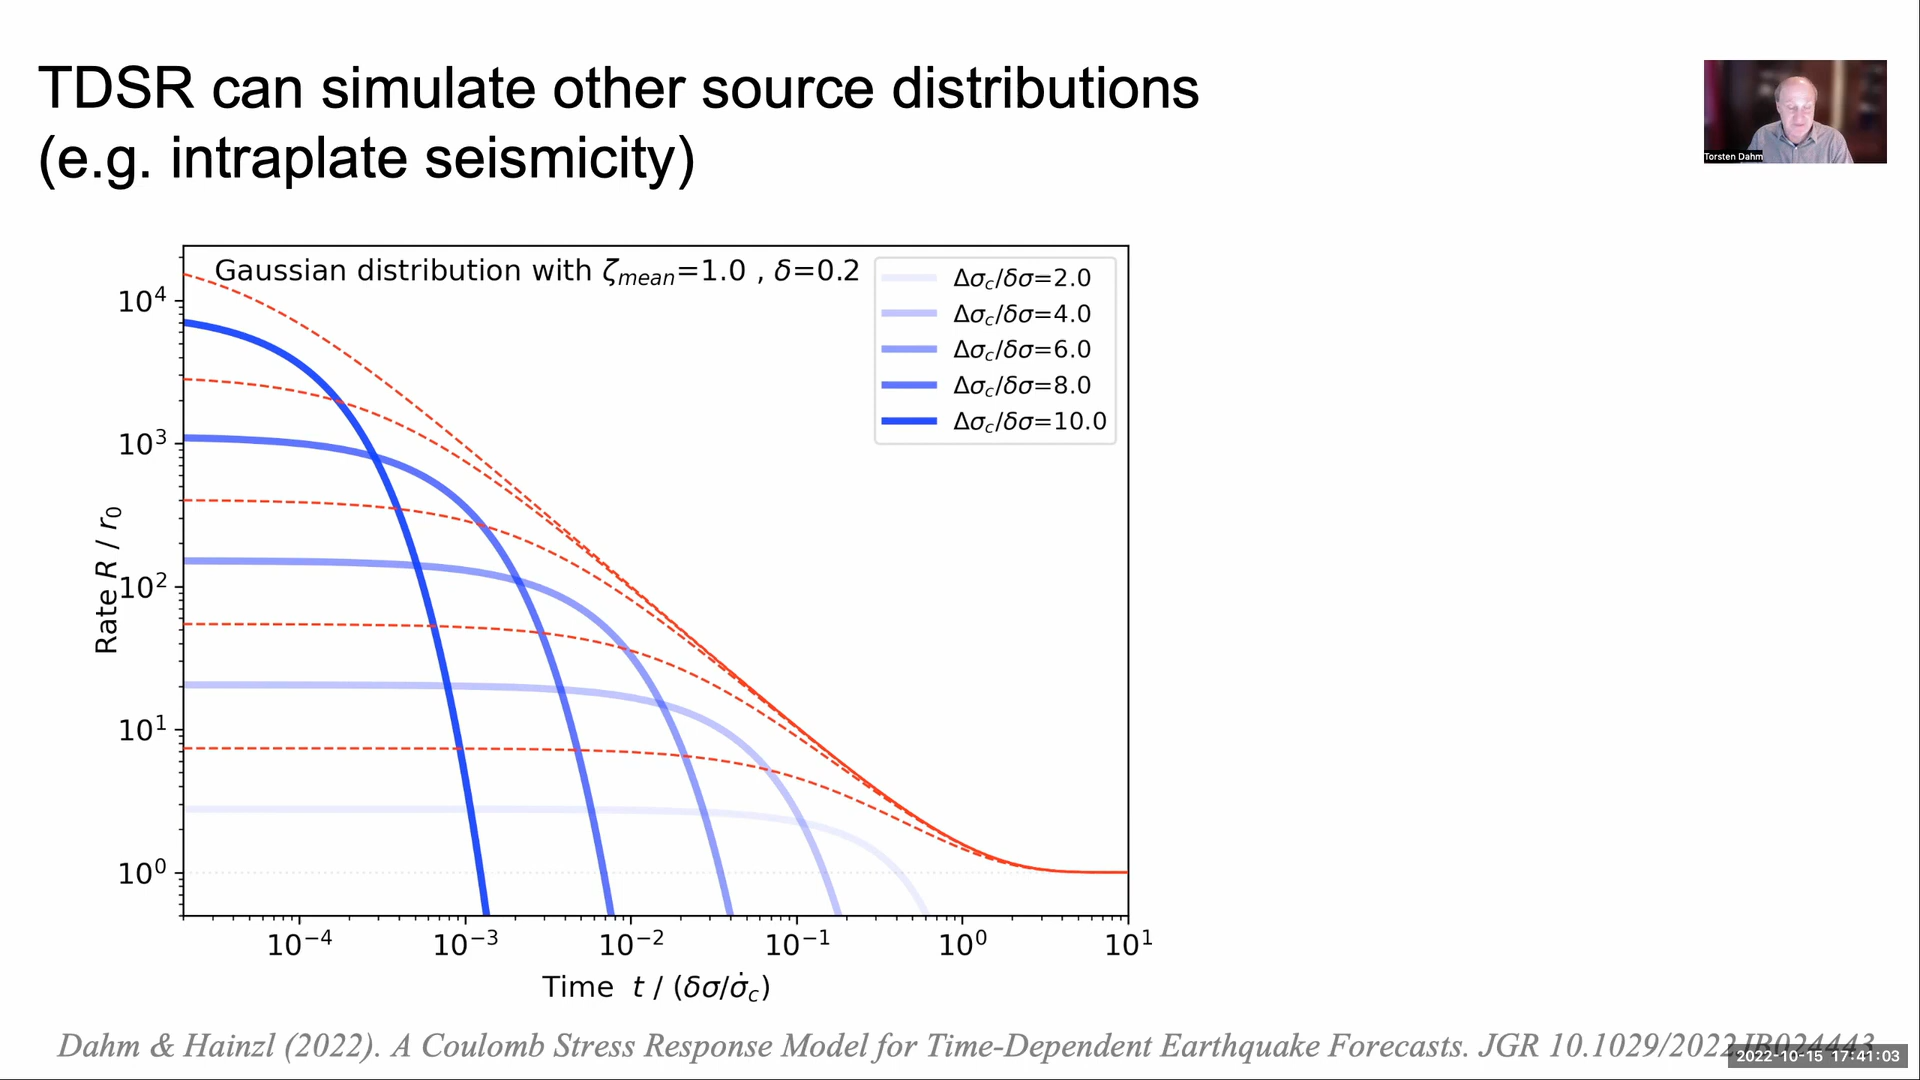 TDSR can simulate other source distributions
(e.g. intraplate seismicity)
Torsten Dahm
Gaussian distribution with ζmean=1.0 , δ=0.2
Δσc/δσ=2.0
Δσc/δσ=4.0
Δσc/δσ=6.0
Δσc/δσ=8.0
Δσc/δσ=10.0
10⁴
10³
10²
10¹
10⁰
Rate R / r₀
10⁻⁴ 10⁻³ 10⁻² 10⁻¹ 10⁰ 10¹
Time t / (δσ/σ̇c)
Dahm & Hainzl (2022). A Coulomb Stress Response Model for Time-Dependent Earthquake Forecasts. JGR 10.1029/2022JB024443
2022-10-15 17:41:03